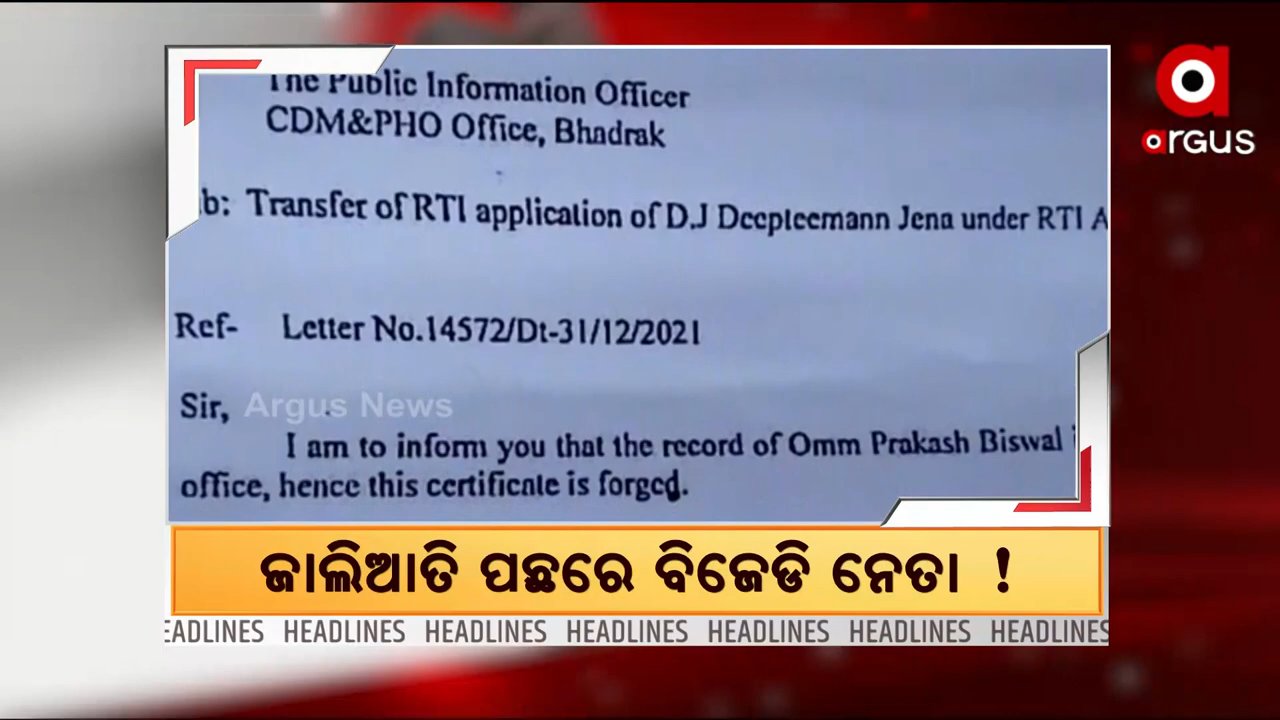 The Public Information Officer
CDM&PHO Office, Bhadrak
b: Transfer of RTI application of D.J Deepteemann Jena under RTI A
Ref- Letter No.14572/Dt-31/12/2021
Sir,
Argus News
I am to inform you that the record of Omm Prakash Biswal
office, hence this certificate is forged.
ଜାଲିଆତି ପଛରେ ବିଜେଡି ନେତା !
EADLINES HEADLINES HEADLINES HEADLINES HEADLINES HEADLINES HEADLINES
argus